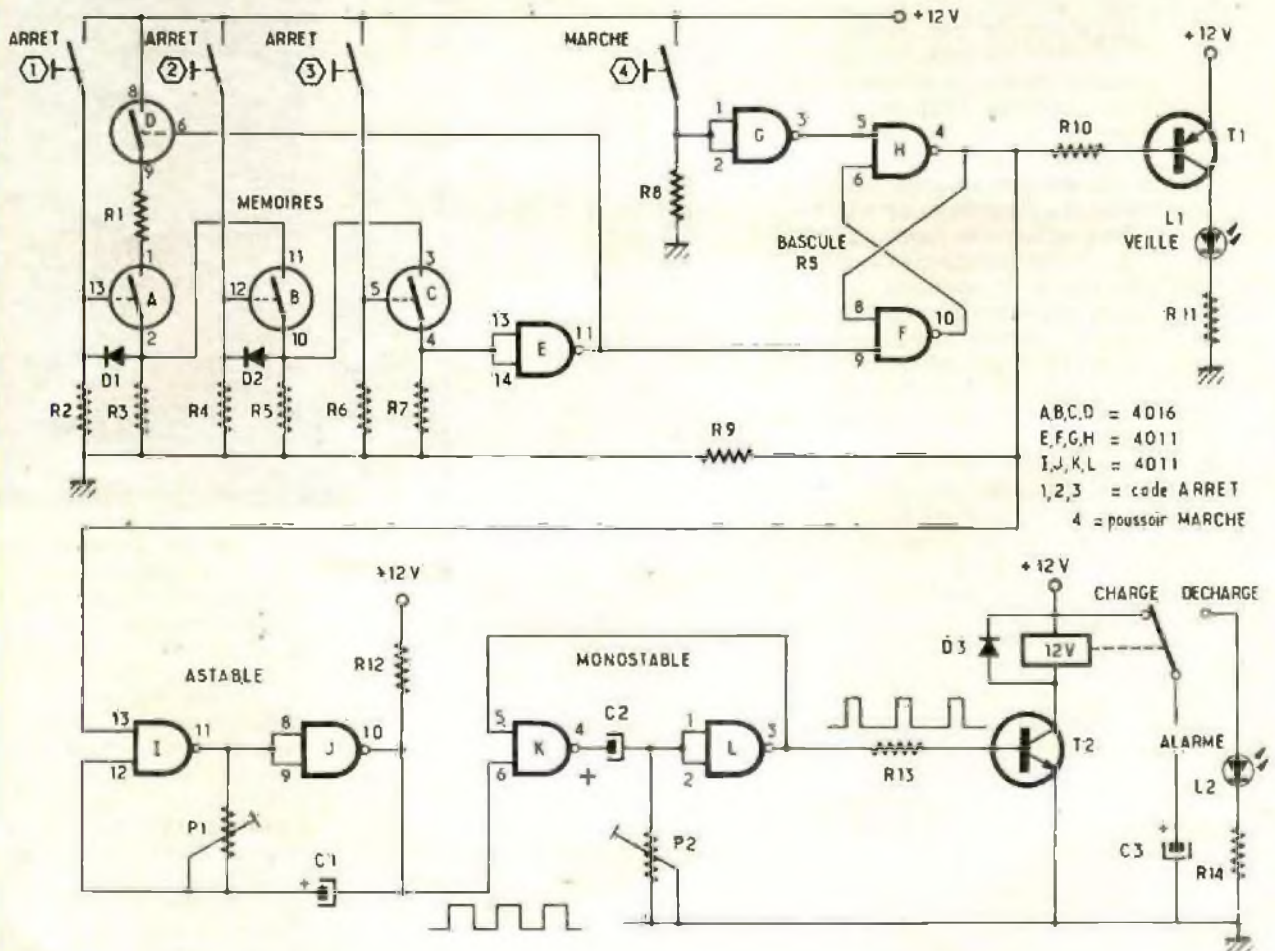 +12 V
ARRET
ARRET
ARRET
MARCHE
+12 V
1
2
3
4
8
D
6
9
1
2
G
3
5
6
H
4
R10
T1
R1
MEMOIRES
R8
L1
VEILLE
BASCULE
RS
1
13
A
2
11
12
B
10
3
5
C
4
13
14
E
11
8
9
F
10
R11
D1
D2
R2
R3
R4
R5
R6
R7
R9
A,B,C,D = 4016
E,F,G,H = 4011
I,J,K,L = 4011
1,2,3 = code ARRET
4 = poussoir MARCHE
+12 V
+12 V
CHARGE
DECHARGE
R12
D3
12V
ASTABLE
MONOSTABLE
13
12
I
11
8
9
J
10
5
6
K
4
C2
+
1
2
L
3
R13
T2
ALARME
L2
P1
P2
C1
+
C3
+
R14